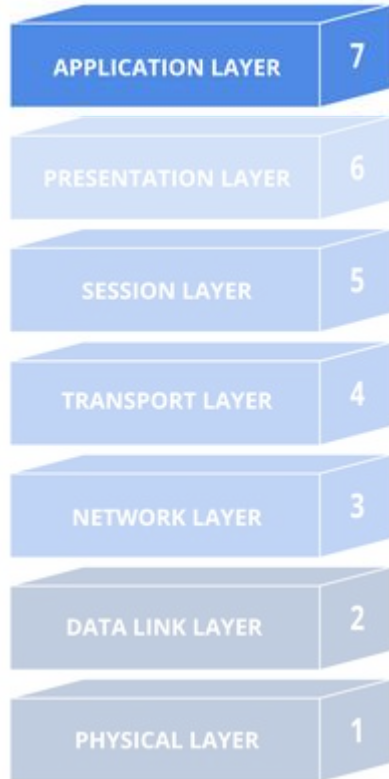 APPLICATION LAYER 7
PRESENTATION LAYER 6
SESSION LAYER 5
TRANSPORT LAYER 4
NETWORK LAYER 3
DATA LINK LAYER 2
PHYSICAL LAYER 1